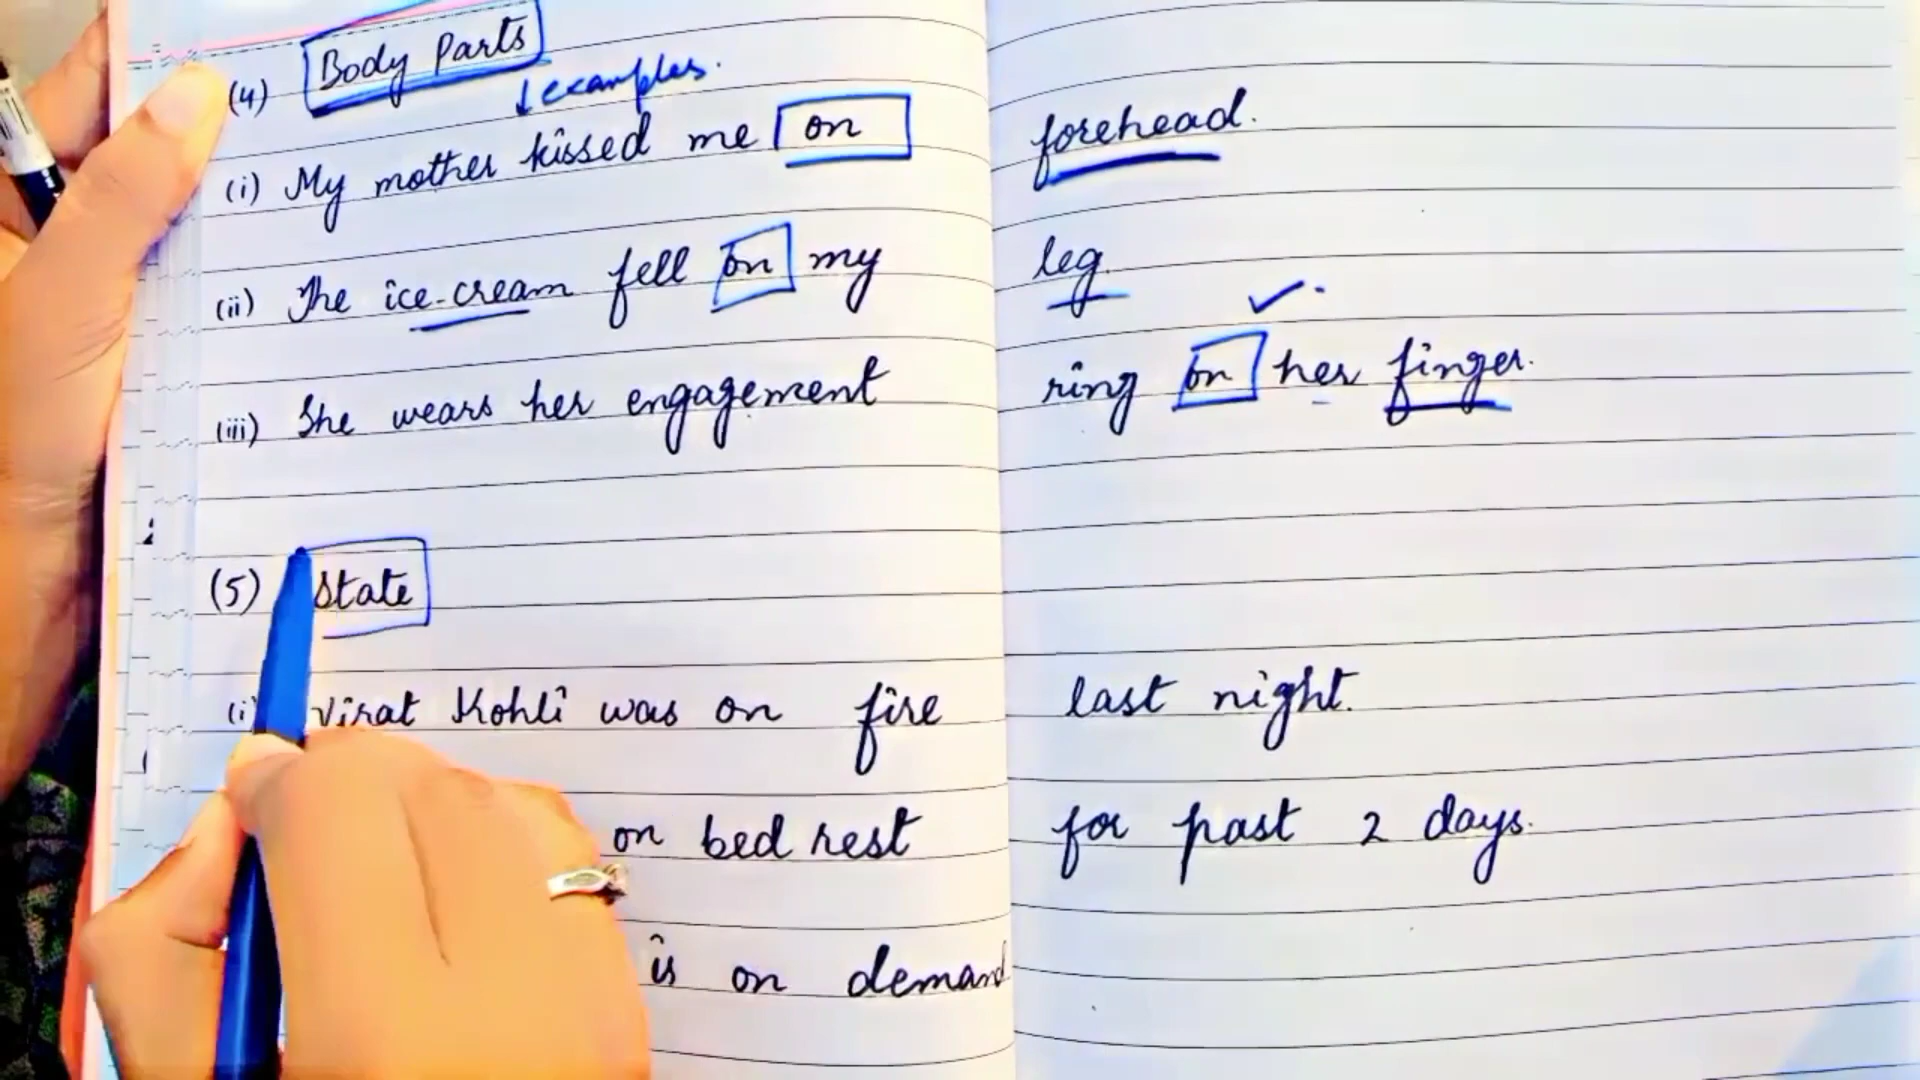 (4) Body Parts
↓ examples.
(i) My mother kissed me on forehead.
(ii) The ice-cream fell on my leg.
(iii) She wears her engagement ring on her finger.
(5) State
(i) Virat Kohli was on fire last night.
on bed rest for past 2 days.
is on demand